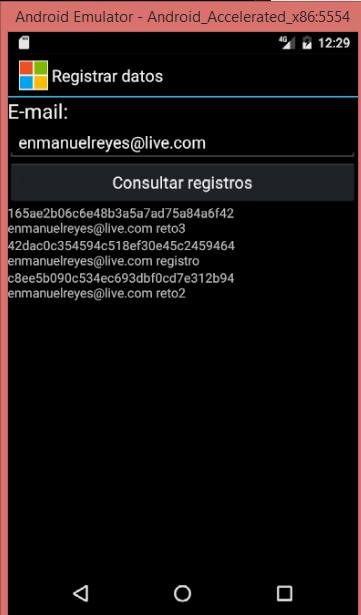 Android Emulator - Android_Accelerated_x86:5554
4G 12:29
Registrar datos
E-mail:
enmanuelreyes@live.com
Consultar registros
165ae2b06c6e48b3a5a7ad75a84a6f42
enmanuelreyes@live.com reto3
42dac0c354594c518ef30e45c2459464
enmanuelreyes@live.com registro
c8ee5b090c534ec693dbf0cd7e312b94
enmanuelreyes@live.com reto2